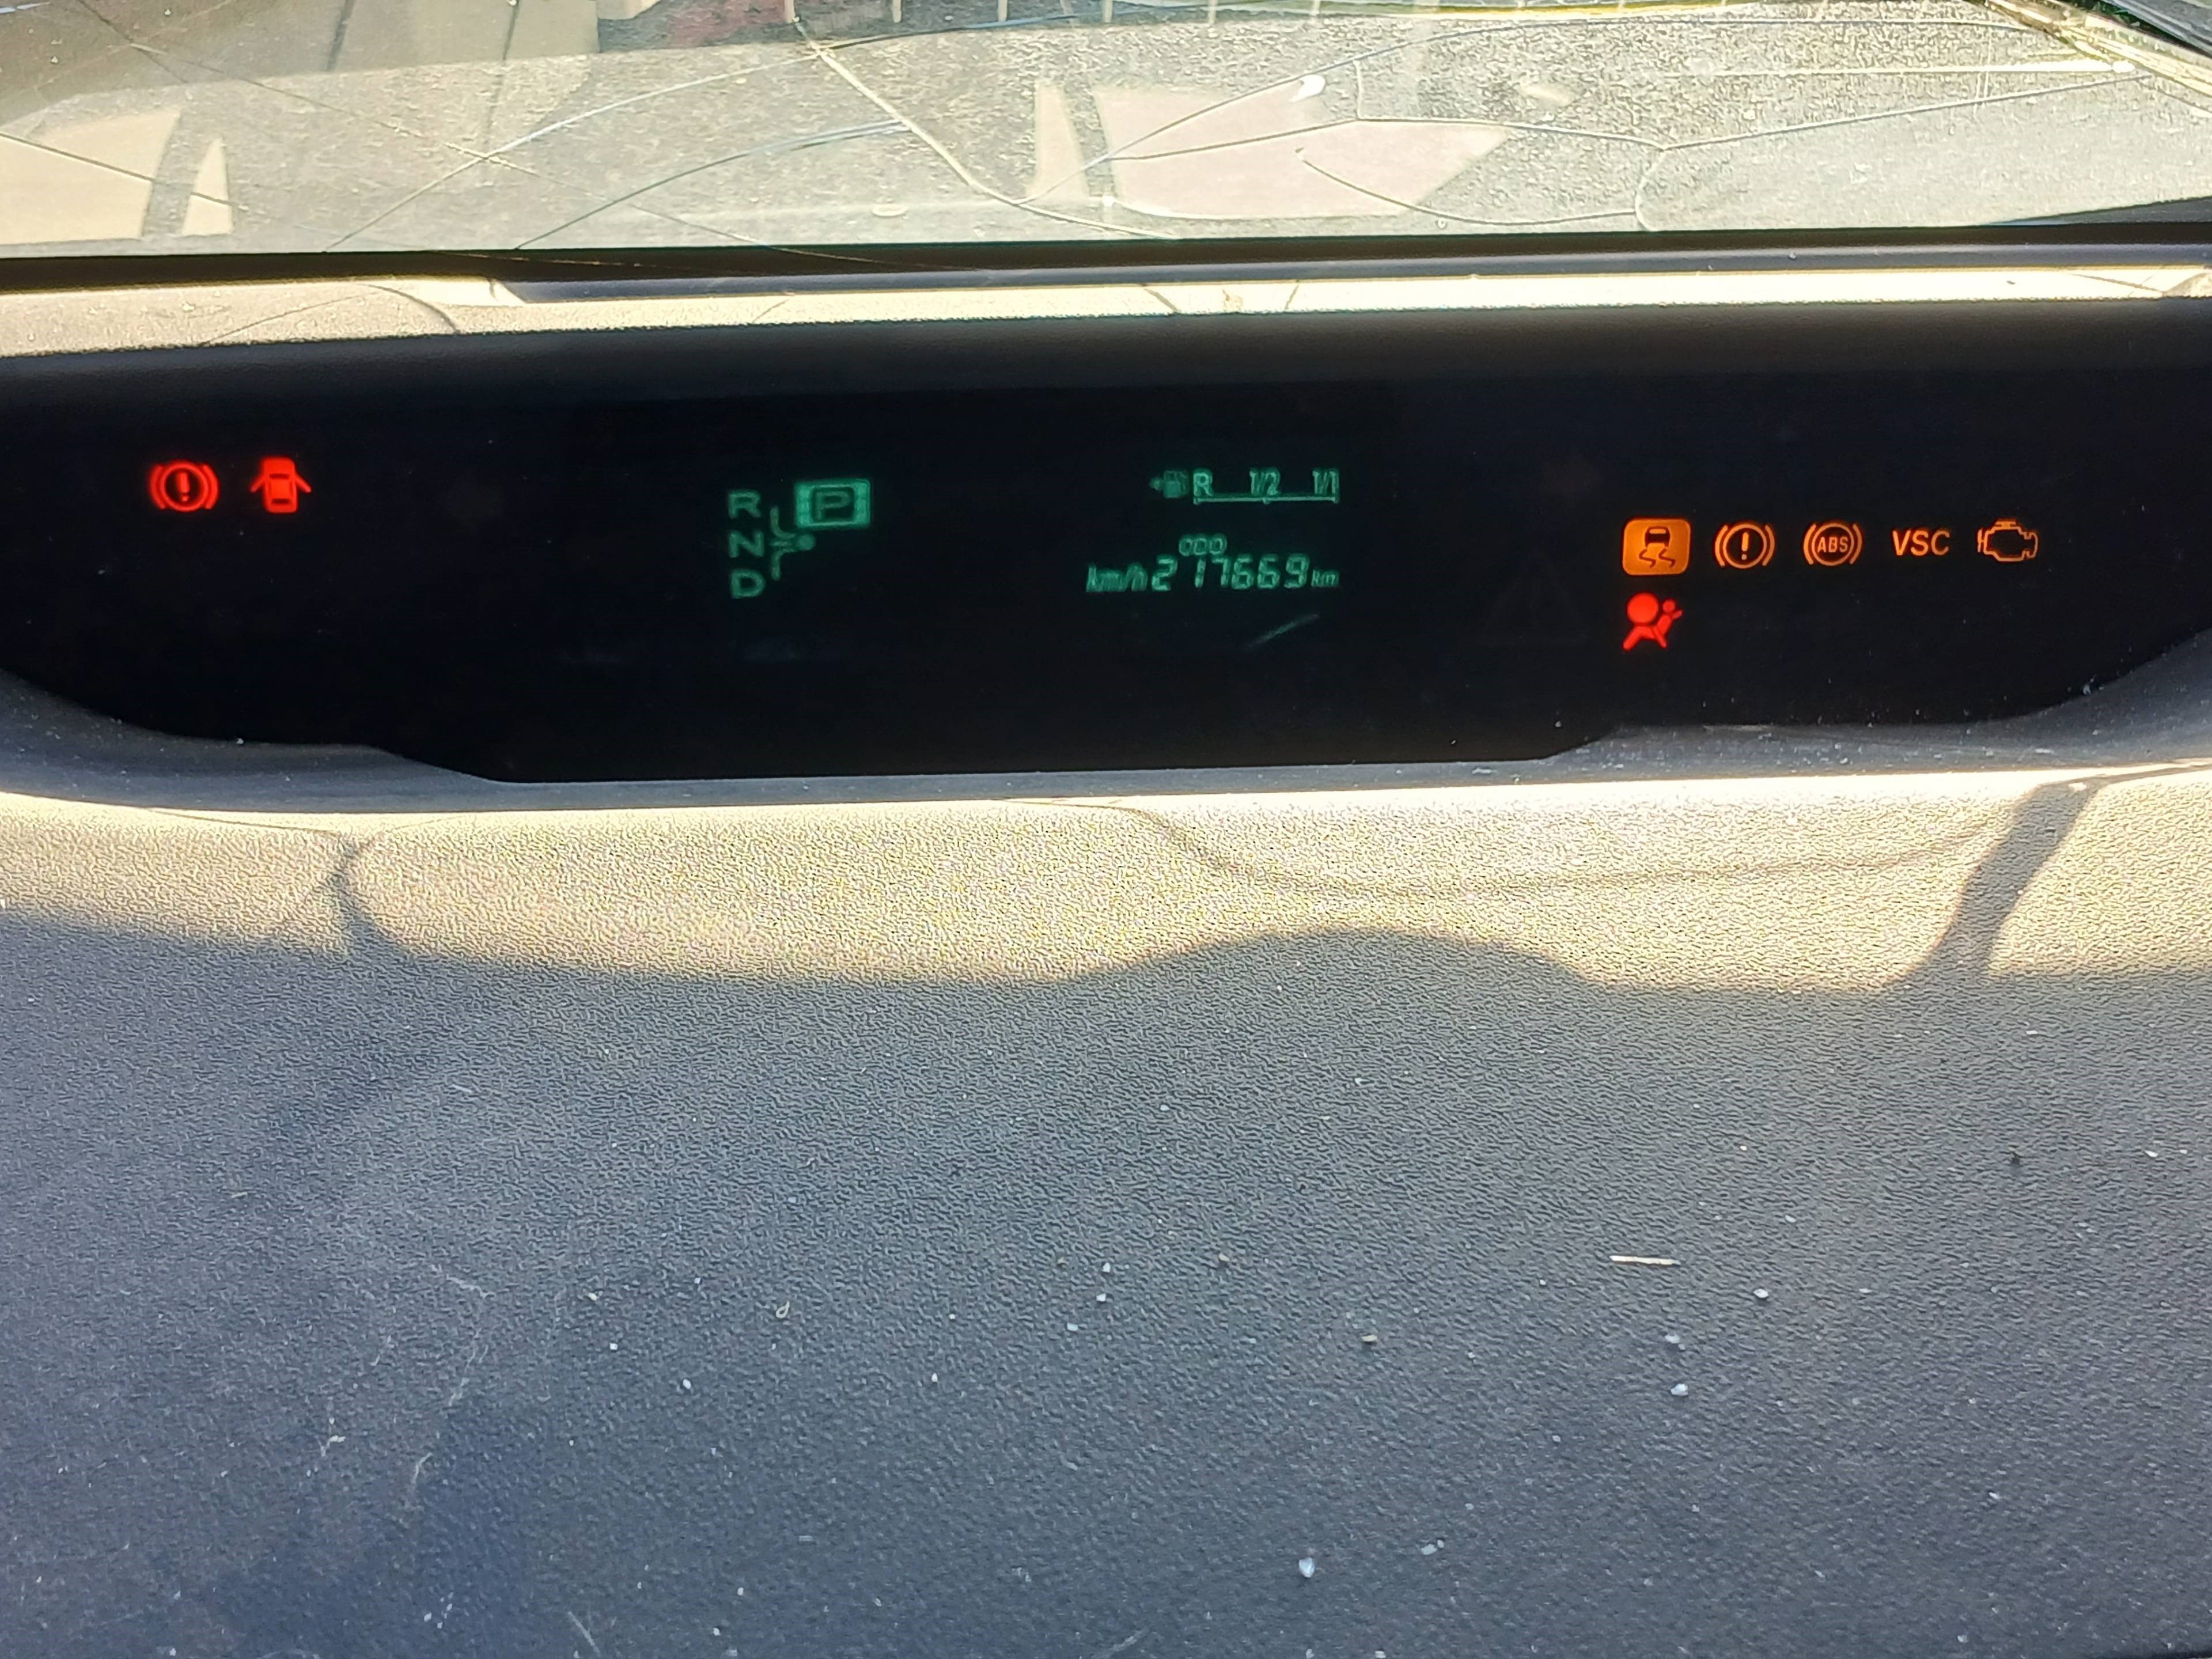 R P
N
D
R 1/2 1/1
ODO
km/h 217669 km
ABS VSC